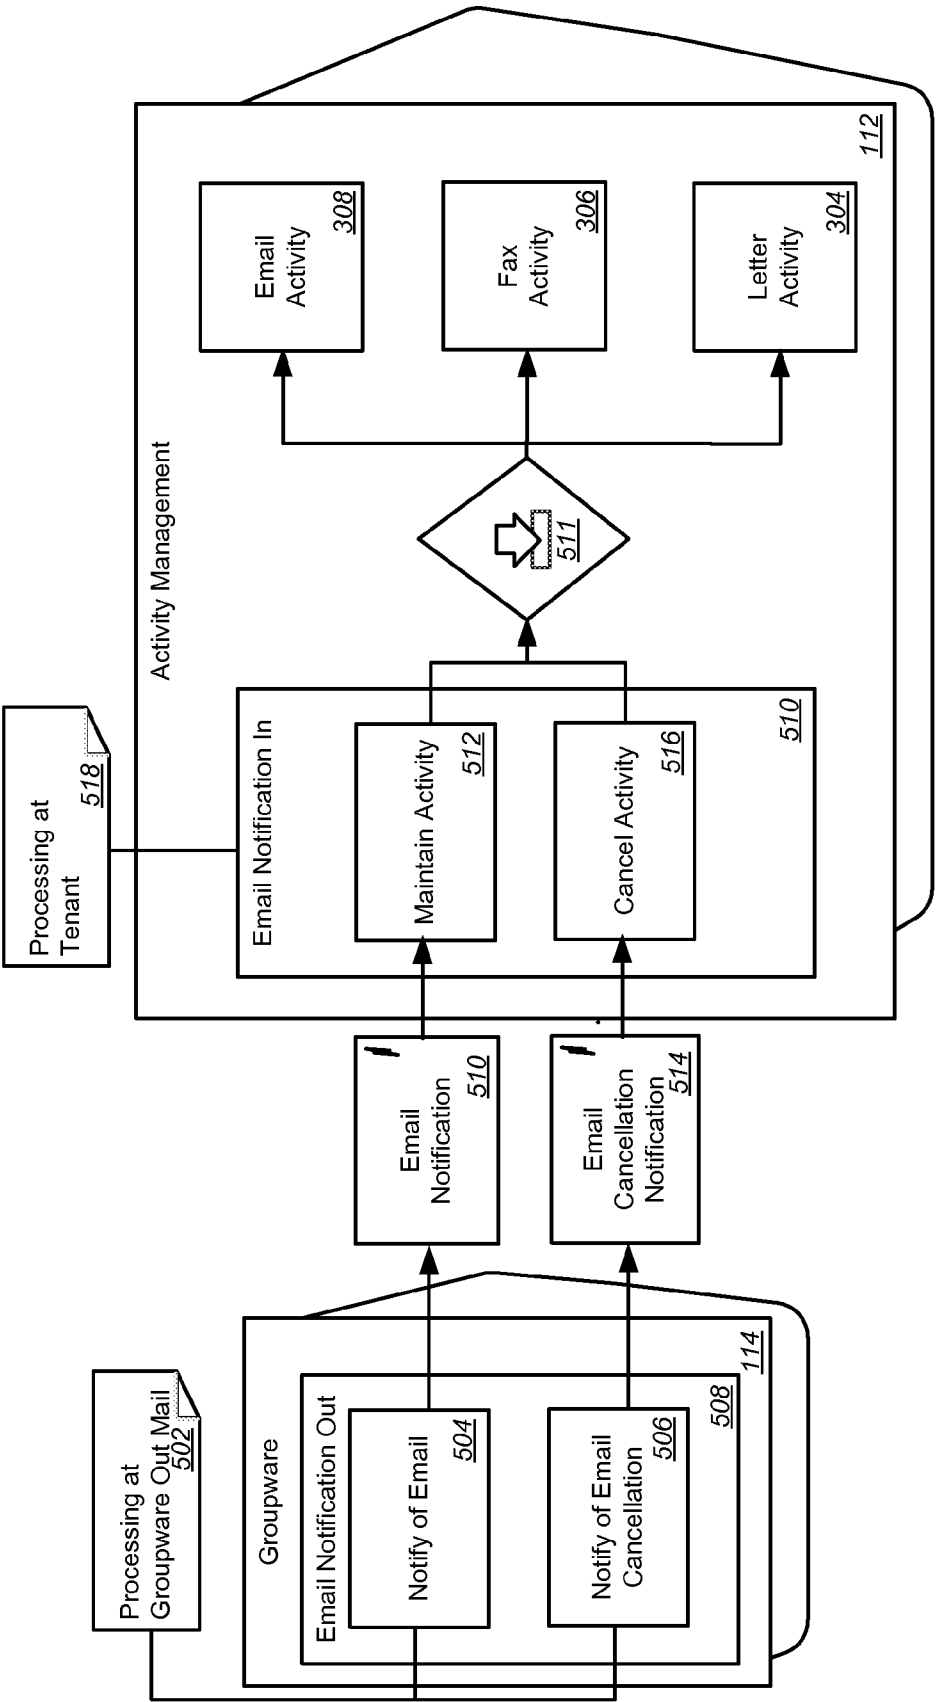 Processing at
Groupware Out Mail
502
Groupware
Email Notification Out
Notify of Email
504
Notify of Email
Cancellation
506
508
114
Email
Notification
510
Email
Cancellation
Notification
514
Processing at
Tenant
518
Activity Management
Email Notification In
Maintain Activity
512
Cancel Activity
516
510
511
Email
Activity
308
Fax
Activity
306
Letter
Activity
304
112